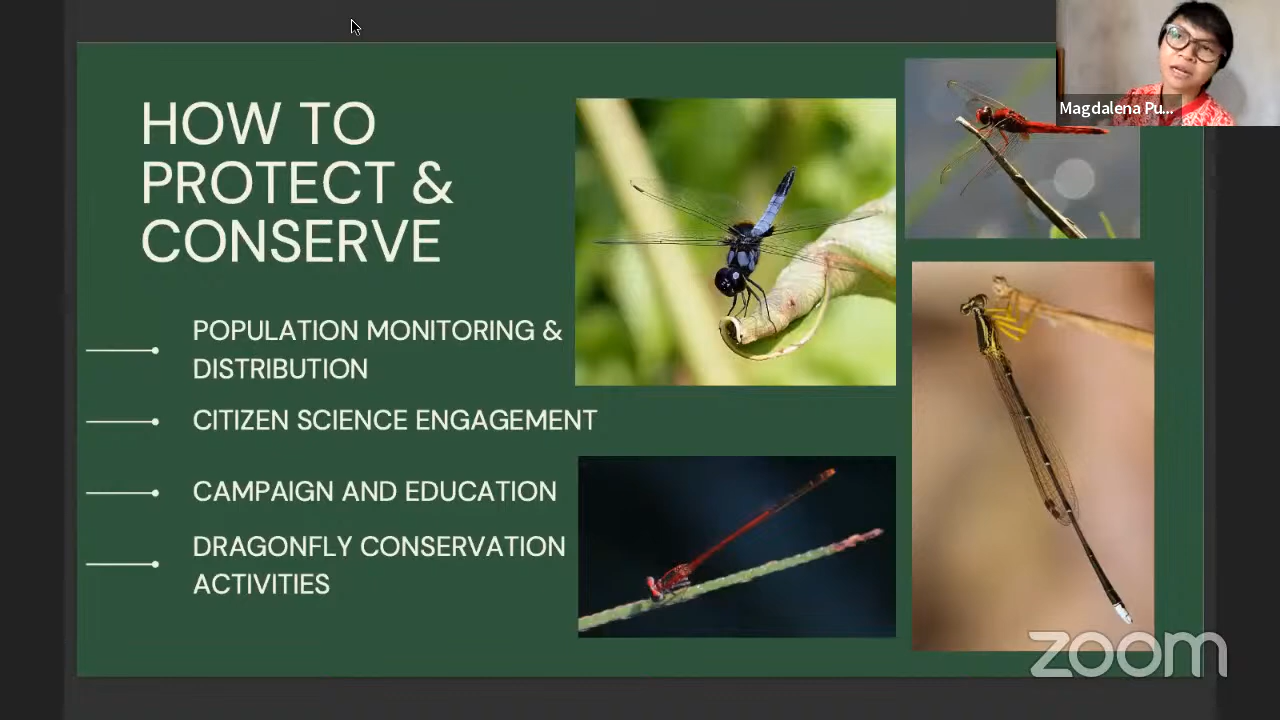 HOW TO
PROTECT &
CONSERVE
POPULATION MONITORING &
DISTRIBUTION
CITIZEN SCIENCE ENGAGEMENT
CAMPAIGN AND EDUCATION
DRAGONFLY CONSERVATION
ACTIVITIES
Magdalena Pu...
zoom